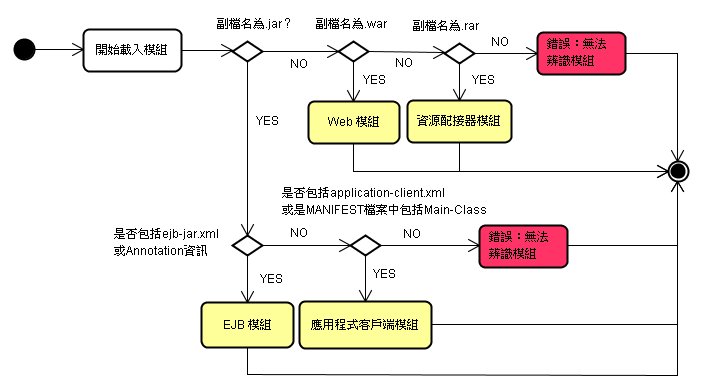 副檔名為.jar？
副檔名為.war
副檔名為.rar
開始載入模組
NO
NO
NO
錯誤：無法
辨識模組
YES
YES
YES
Web 模組
資源配接器模組
是否包括application-client.xml
或是MANIFEST檔案中包括Main-Class
是否包括ejb-jar.xml
或Annotation資訊
NO
NO
錯誤：無法
辨識模組
YES
YES
EJB 模組
應用程式客戶端模組